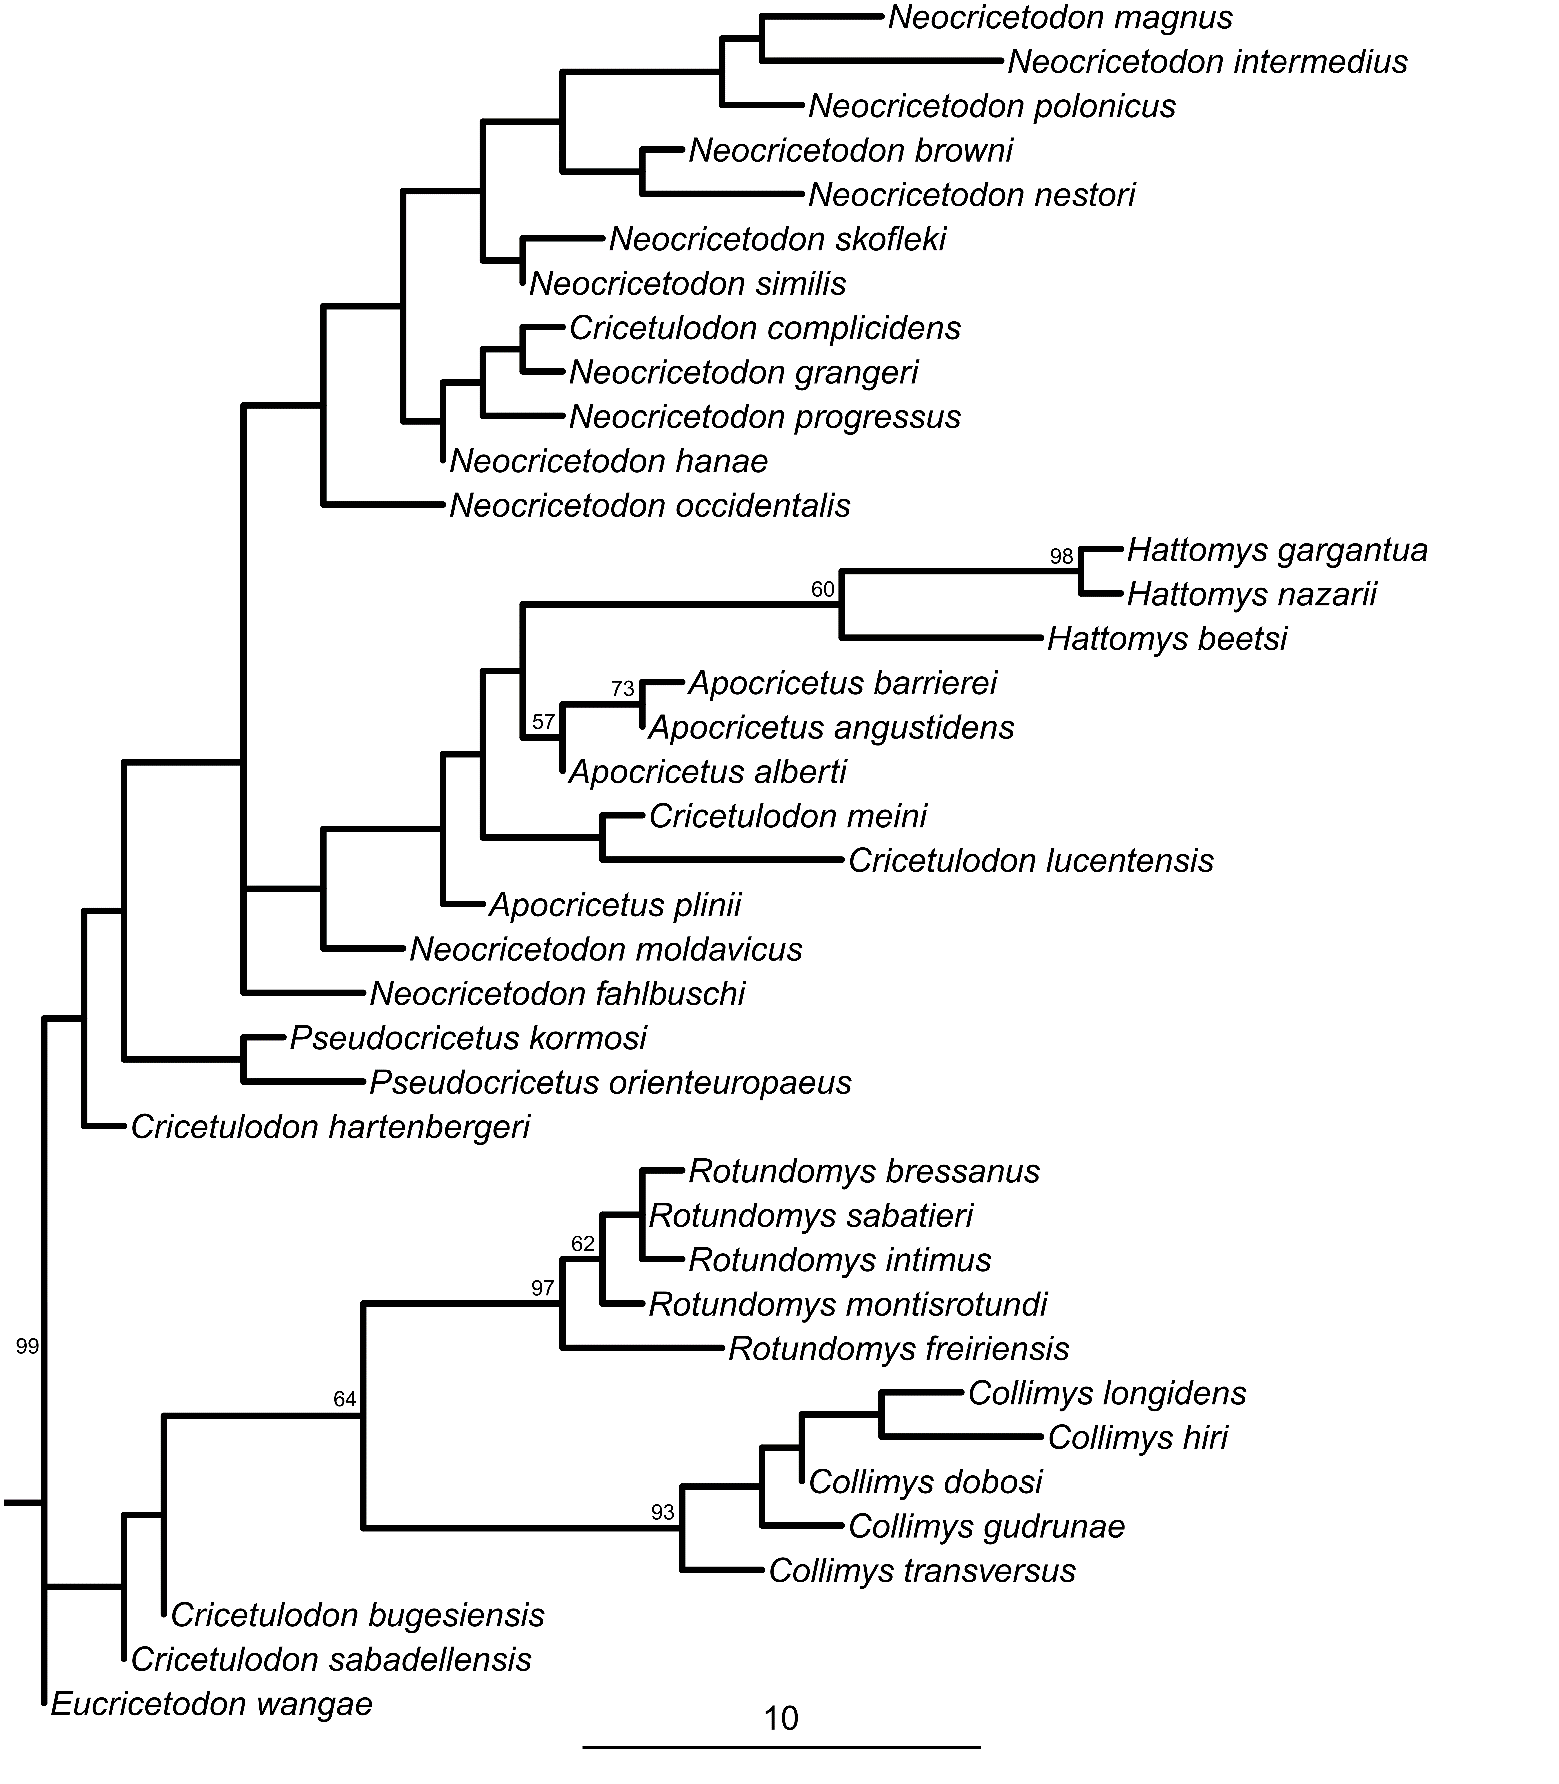 Neocricetodon magnus
Neocricetodon intermedius
Neocricetodon polonicus
Neocricetodon browni
Neocricetodon nestori
Neocricetodon skofleki
Neocricetodon similis
Cricetulodon complicidens
Neocricetodon grangeri
Neocricetodon progressus
Neocricetodon hanae
Neocricetodon occidentalis
98 Hattomys gargantua
60 Hattomys nazarii
Hattomys beetsi
73 Apocricetus barrierei
57 Apocricetus angustidens
Apocricetus alberti
Cricetulodon meini
Cricetulodon lucentensis
Apocricetus plinii
Neocricetodon moldavicus
Neocricetodon fahlbuschi
Pseudocricetus kormosi
Pseudocricetus orienteuropaeus
Cricetulodon hartenbergeri
Rotundomys bressanus
Rotundomys sabatieri
62 Rotundomys intimus
97 Rotundomys montisrotundi
99 Rotundomys freiriensis
64 Collimys longidens
Collimys hiri
Collimys dobosi
93 Collimys gudrunae
Collimys transversus
Cricetulodon bugesiensis
Cricetulodon sabadellensis
Eucricetodon wangae
10